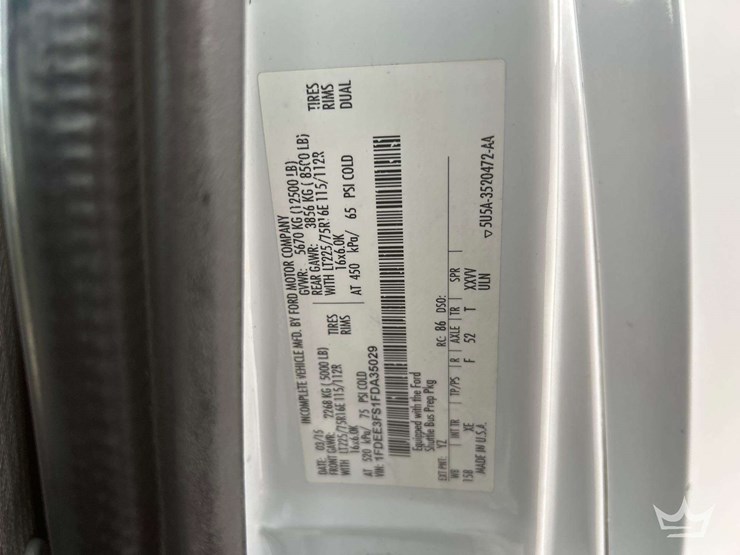 INCOMPLETE VEHICLE MFD. BY FORD MOTOR COMPANY
DATE: 03/15 GVWR: 5670 KG (12500 LB)
FRONT GAWR: 2268 KG (5000 LB) REAR GAWR: 3856 KG (8500 LB)
WITH LT225/75R16E 115/112R TIRES WITH LT225/75R16E 115/112R TIRES
16x6.0K RIMS 16x6.0K RIMS
AT 520 kPa/ 75 PSI COLD AT 450 kPa/ 65 PSI COLD DUAL
VIN: 1FDEE3FS1FDA35029
Equipped with the Ford
Shuttle Bus Prep Pkg
EXT PNT: YZ RC: 86 DSO:
WB INT TR TP/PS R AXLE TR SPR
158 XE F 52 T XXVV
MADE IN U.S.A. ULN
▽5U5A-3520472-AA